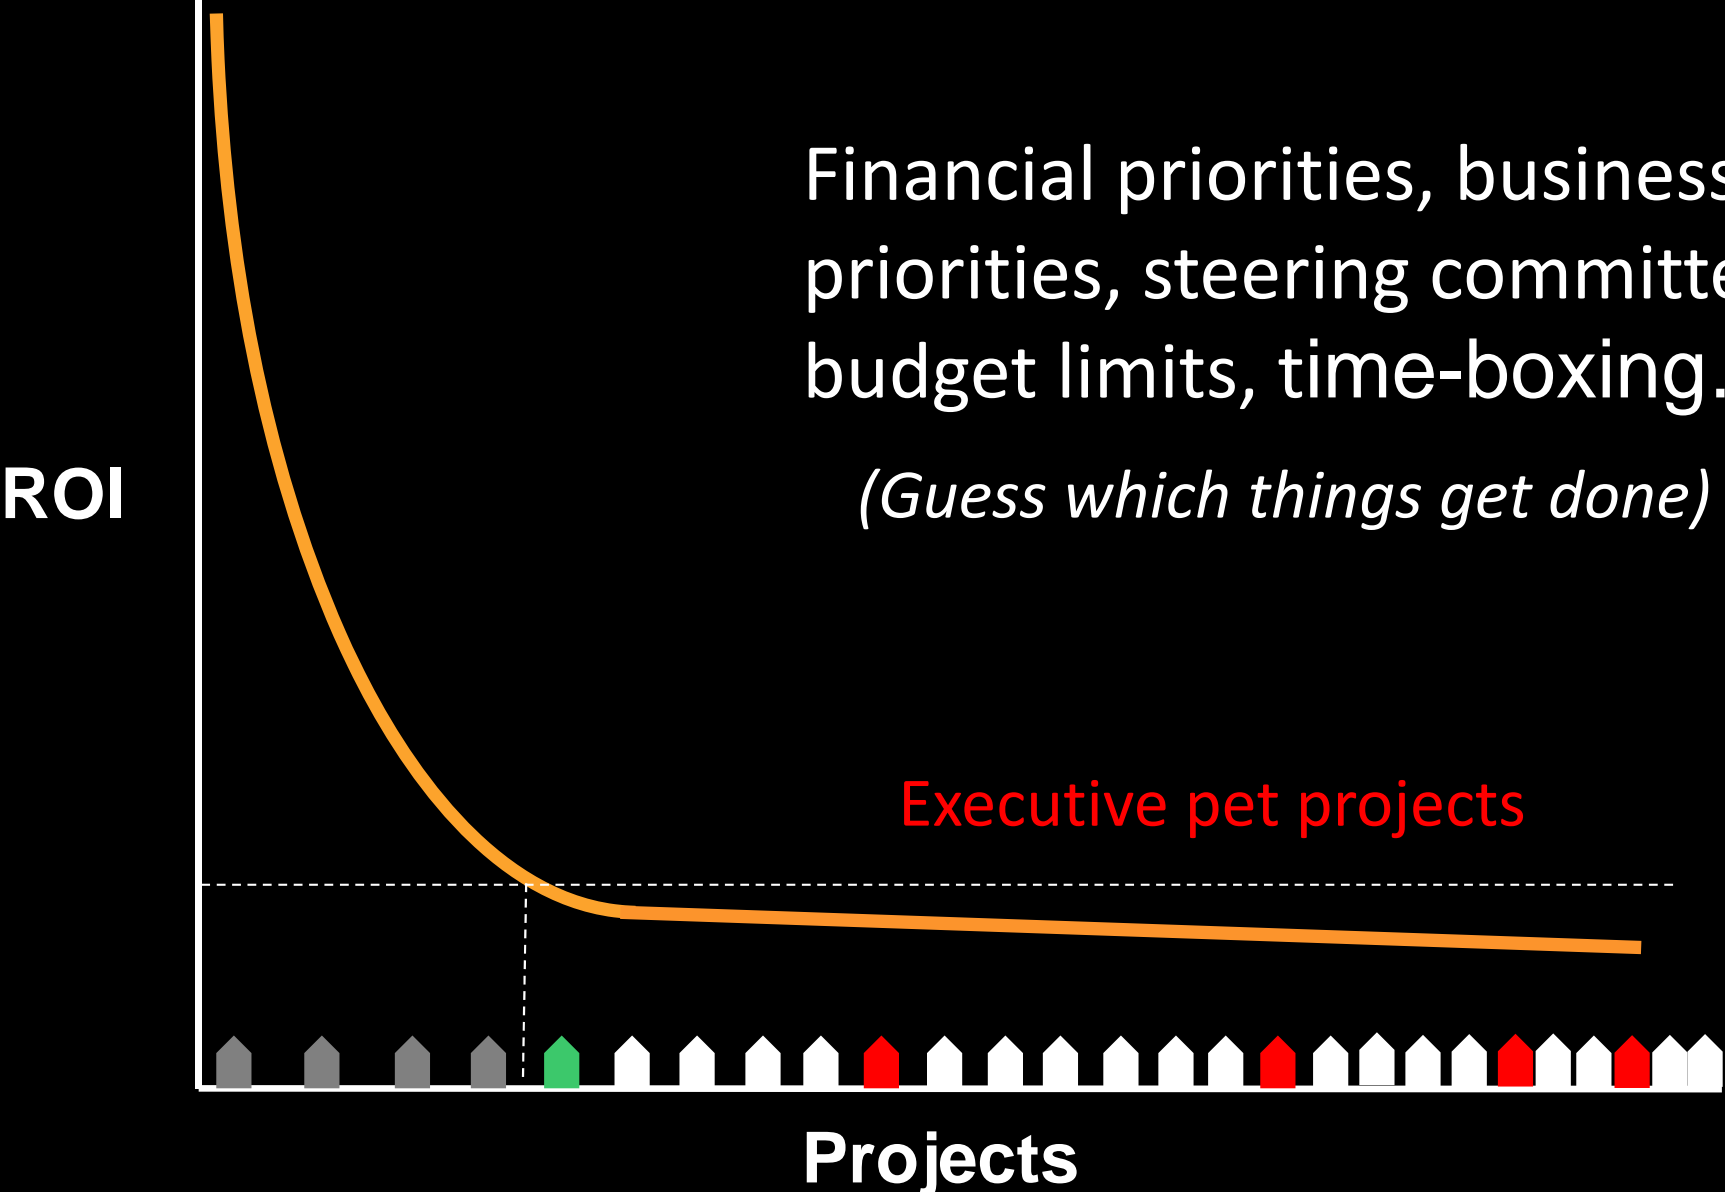 Financial priorities, business
priorities, steering committe
budget limits, time-boxing.
ROI
(Guess which things get done)
Executive pet projects
Projects